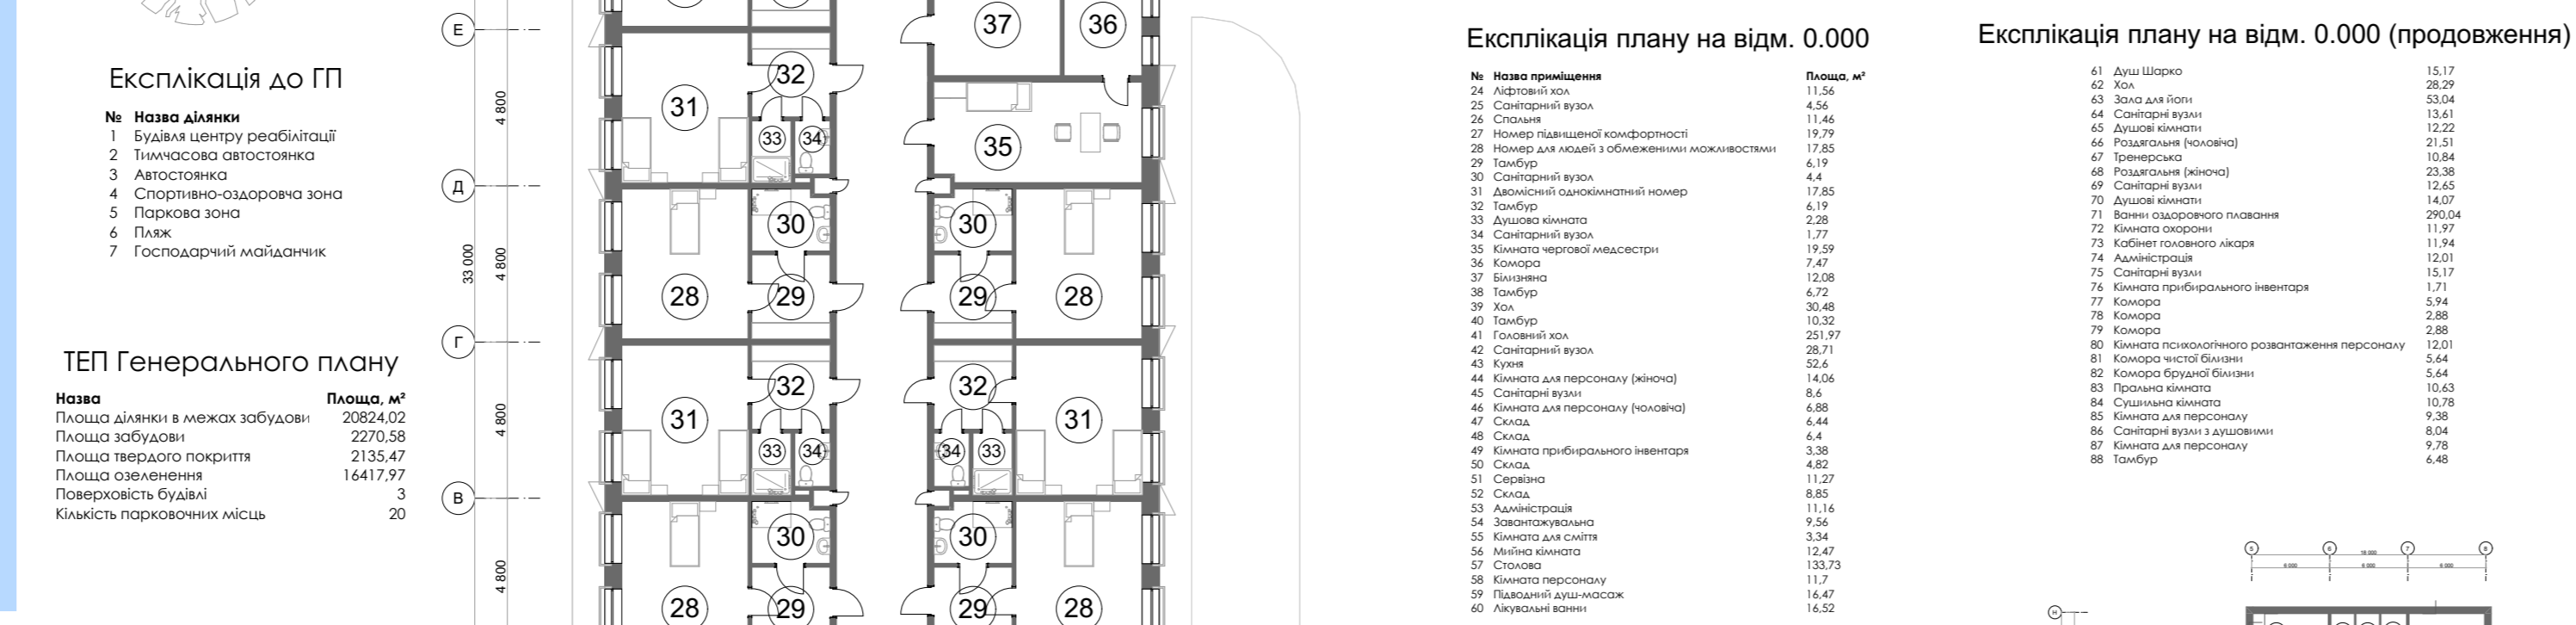 Експлікація до ГП
№ Назва ділянки
1 Будівля центру реабілітації
2 Тимчасова автостоянка
3 Автостоянка
4 Спортивно-оздоровча зона
5 Паркова зона
6 Пляж
7 Господарчий майданчик
ТЕП Генерального плану
Назва Площа, м²
Площа ділянки в межах забудови 20824,02
Площа забудови 2270,58
Площа твердого покриття 2135,47
Площа озеленення 16417,97
Поверховість будівлі 3
Кількість парковочних місць 20
Е
37 36
32
31
4 800
33 34
35
Д
30 30
33 000
4 800
28 29 29 28
Г
32 32
31 31
4 800
33 34 34 33
В
30 30
4 800
28 29 29 28
Експлікація плану на відм. 0.000
№ Назва приміщення Площа, м²
24 Ліфтовий хол 11,56
25 Санітарний вузол 4,56
26 Спальня 11,46
27 Номер підвищеної комфортності 19,79
28 Номер для людей з обмеженими можливостями 17,85
29 Тамбур 6,19
30 Санітарний вузол 4,4
31 Двомісний однокімнатний номер 17,85
32 Тамбур 6,19
33 Душова кімната 2,28
34 Санітарний вузол 1,77
35 Кімната чергової медсестри 19,59
36 Комора 7,47
37 Білизняна 12,08
38 Тамбур 6,72
39 Хол 30,48
40 Тамбур 10,32
41 Головний хол 251,97
42 Санітарний вузол 28,71
43 Кухня 52,6
44 Кімната для персоналу (жіноча) 14,06
45 Санітарні вузли 8,6
46 Кімната для персоналу (чоловіча) 6,88
47 Склад 6,44
48 Склад 6,4
49 Кімната прибирального інвентаря 3,38
50 Склад 4,82
51 Сервізна 11,27
52 Склад 8,85
53 Адміністрація 11,16
54 Завантажувальна 9,56
55 Кімната для сміття 3,34
56 Мийна кімната 12,47
57 Столова 133,73
58 Кімната персоналу 11,7
59 Підводний душ-масаж 16,47
60 Лікувальні ванни 16,52
Експлікація плану на відм. 0.000 (продовження)
61 Душ Шарко 15,17
62 Хол 28,29
63 Зала для йоги 53,04
64 Санітарні вузли 13,61
65 Душові кімнати 12,22
66 Роздягальня (чоловіча) 21,51
67 Тренерська 10,84
68 Роздягальня (жіноча) 23,38
69 Санітарні вузли 12,65
70 Душові кімнати 14,07
71 Ванни оздоровчого плавання 290,04
72 Кімната охорони 11,97
73 Кабінет головного лікаря 11,94
74 Адміністрація 12,01
75 Санітарні вузли 15,17
76 Кімната прибирального інвентаря 1,71
77 Комора 5,94
78 Комора 2,88
79 Комора 2,88
80 Кімната психологічного розвантаження персоналу 12,01
81 Комора чистої білизни 5,64
82 Комора брудної білизни 5,64
83 Пральна кімната 10,63
84 Сушильна кімната 10,78
85 Кімната для персоналу 9,38
86 Санітарні вузли з душовими 8,04
87 Кімната для персоналу 9,78
88 Тамбур 6,48
5 6 7 8
18 000
6 000 6 000 6 000
Н